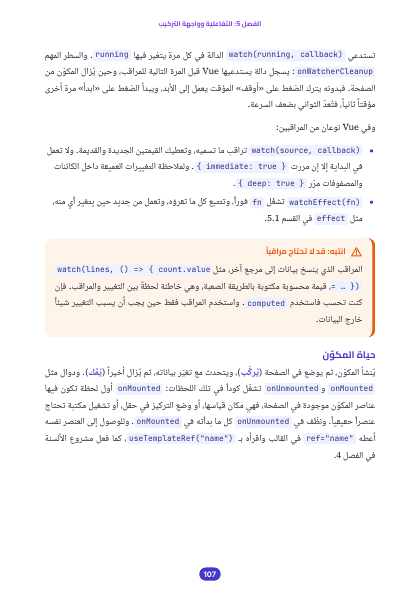 الفصل 5: التفاعلية وواجهة التركيب
تستدعي watch(running, callback) الدالة في كل مرة يتغير فيها running. والسطر المهم
onWatcherCleanup: يسجل دالة يستدعيها Vue قبل المرة التالية للمراقب، وحين يُزال المكوّن من
الصفحة. فبدونه يترك الضغط على «أوقف» المؤقت يعمل إلى الأبد، ويبدأ الضغط على «ابدأ» مرة أخرى
مؤقتاً ثانياً، فتُعدّ الثواني بضعف السرعة.
وفي Vue نوعان من المراقبين:
• watch(source, callback) تراقب ما تسميه، وتعطيك القيمتين الجديدة والقديمة. ولا تعمل
في البداية إلا إن مررت { immediate: true }. ولملاحظة التغييرات العميقة داخل الكائنات
والمصفوفات مرّر { deep: true }.
• watchEffect(fn) تشغّل fn فوراً، وتتتبع كل ما تقرؤه، وتعمل من جديد حين يتغير أي منه،
مثل effect في القسم 5.1.
انتبه: قد لا تحتاج مراقباً
المراقب الذي ينسخ بيانات إلى مرجع آخر، مثل watch(lines, () => { count.value
= … })، قيمة محسوبة مكتوبة بالطريقة الصعبة، وهي خاطئة لحظةً بين التغيير والمراقب. فإن
كنت تحسب فاستخدم computed. واستخدم المراقب فقط حين يجب أن يسبب التغيير شيئاً
خارج البيانات.
حياة المكوّن
يُنشأ المكوّن، ثم يوضع في الصفحة (يُركَّب)، ويتحدث مع تغيّر بياناته، ثم يُزال أخيراً (يُفَك). ودوال مثل
onMounted و onUnmounted تشغّل كوداً في تلك اللحظات: onMounted أول لحظة تكون فيها
عناصر المكوّن موجودة في الصفحة، فهي مكان قياسها، أو وضع التركيز في حقل، أو تشغيل مكتبة تحتاج
عنصراً حقيقياً. ونظّف في onUnmounted كل ما بدأته في onMounted. وللوصول إلى العنصر نفسه
أعطه ref="name" في القالب واقرأه بـ useTemplateRef("name")، كما فعل مشروع الألسنة
في الفصل 4.
107